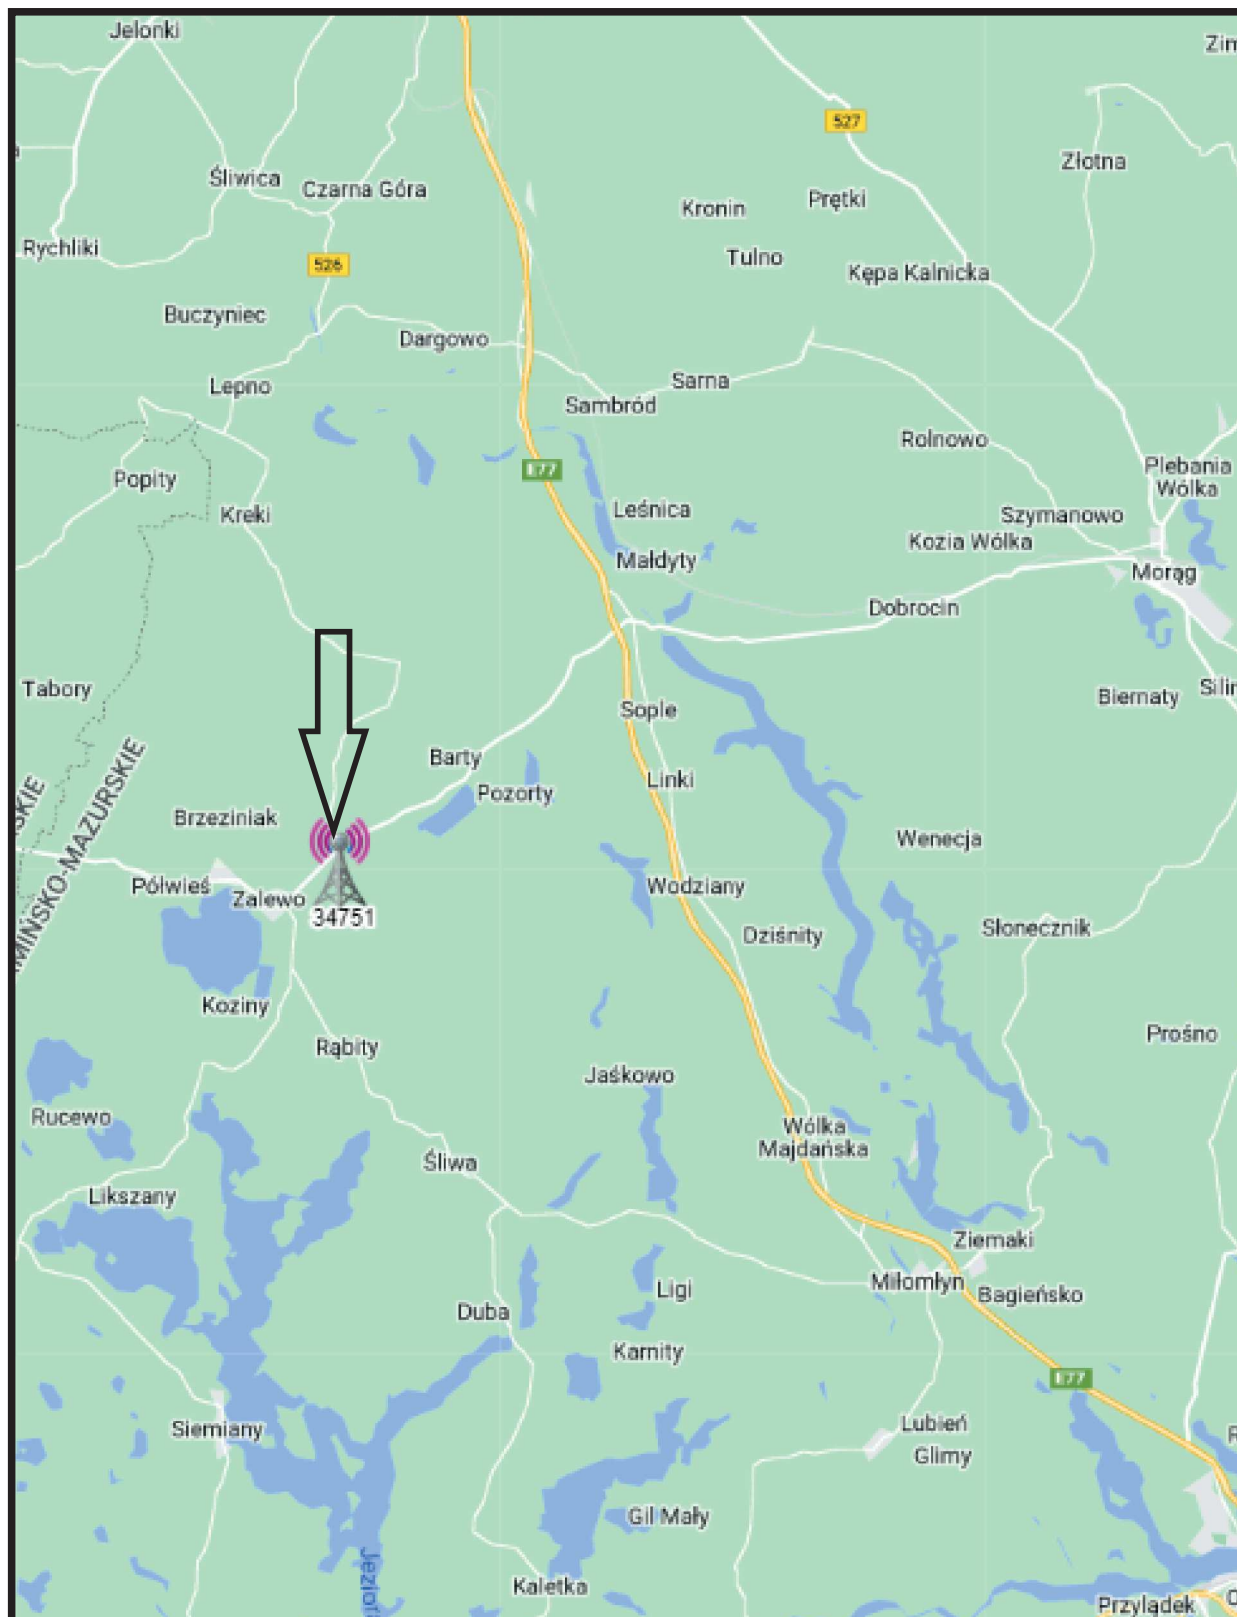 Jelonki
527
Złotna
Śliwica
Czarna Góra
Prętki
Kronin
Rychliki
Tulno
526
Kępa Kalnicka
Buczyniec
Dargowo
Sarna
Lepno
Sambród
Rolnowo
E77
Popity
Plebania
Wólka
Leśnica
Kreki
Szymanowo
Kozia Wólka
Małdyty
Morąg
Dobrocin
Tabory
Biernaty
Sople
Barty
Linki
Pozorty
Brzeziniak
Wenecja
Półwieś
Wodziany
Zalewo
34751
Słonecznik
Dziśnity
Koziny
Prośno
Rąbity
Jaśkowo
Rucewo
Wólka
Majdańska
Śliwa
Likszany
Ziemaki
Miłomłyn
Ligi
Bagieńsko
Duba
Karnity
E77
Siemiany
Lubień
Glimy
Gil Mały
Kaletka
Przylądek